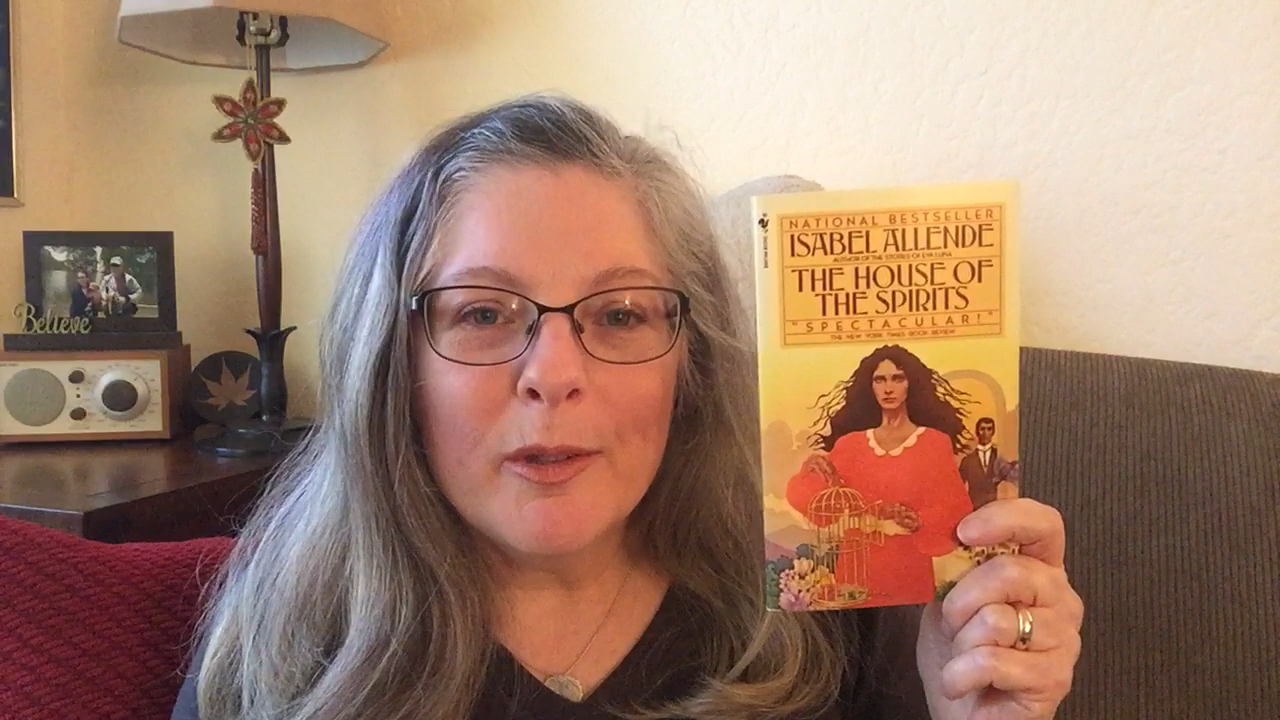 Believe
NATIONAL BESTSELLER
ISABEL ALLENDE
AUTHOR OF THE STORIES OF EVA LUNA
THE HOUSE OF
THE SPIRITS
"SPECTACULAR!"
THE NEW YORK TIMES BOOK REVIEW